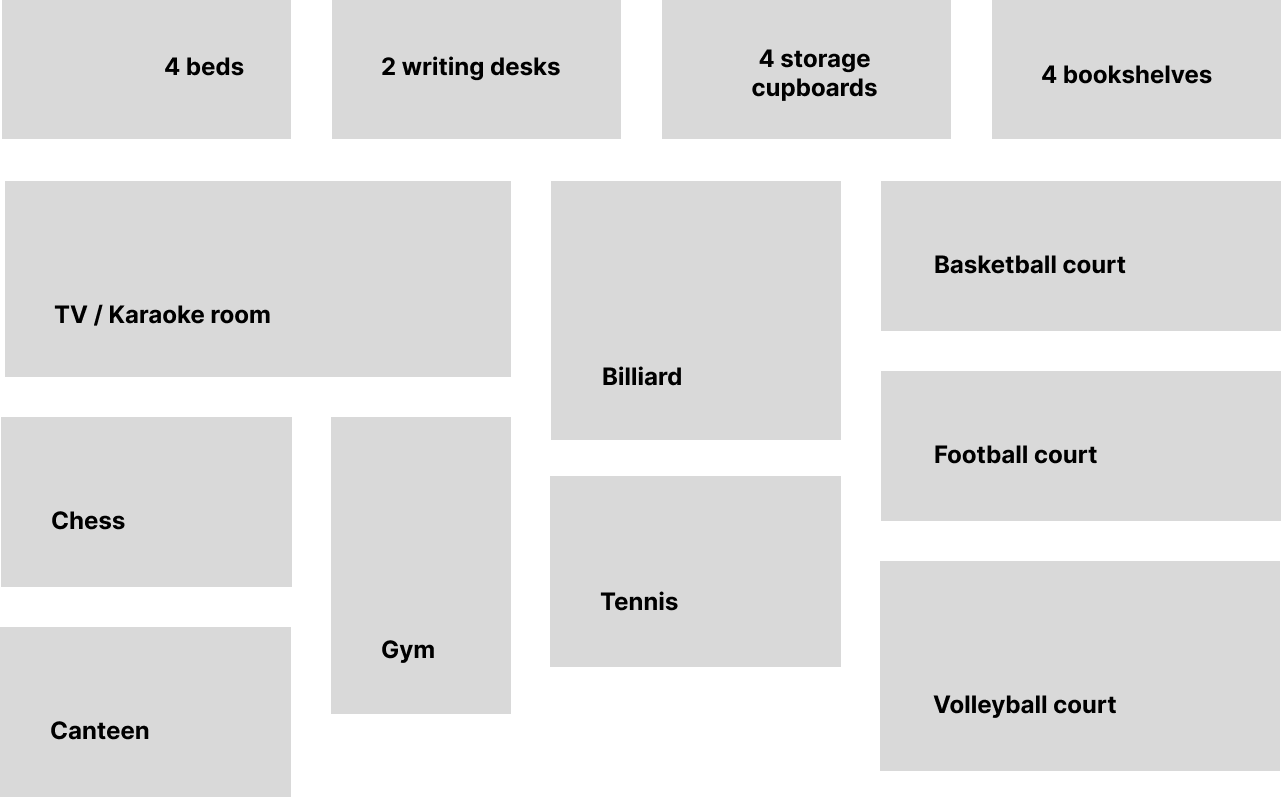 4 beds
2 writing desks
4 storage
cupboards
4 bookshelves
TV / Karaoke room
Billiard
Basketball court
Football court
Chess
Gym
Tennis
Volleyball court
Canteen